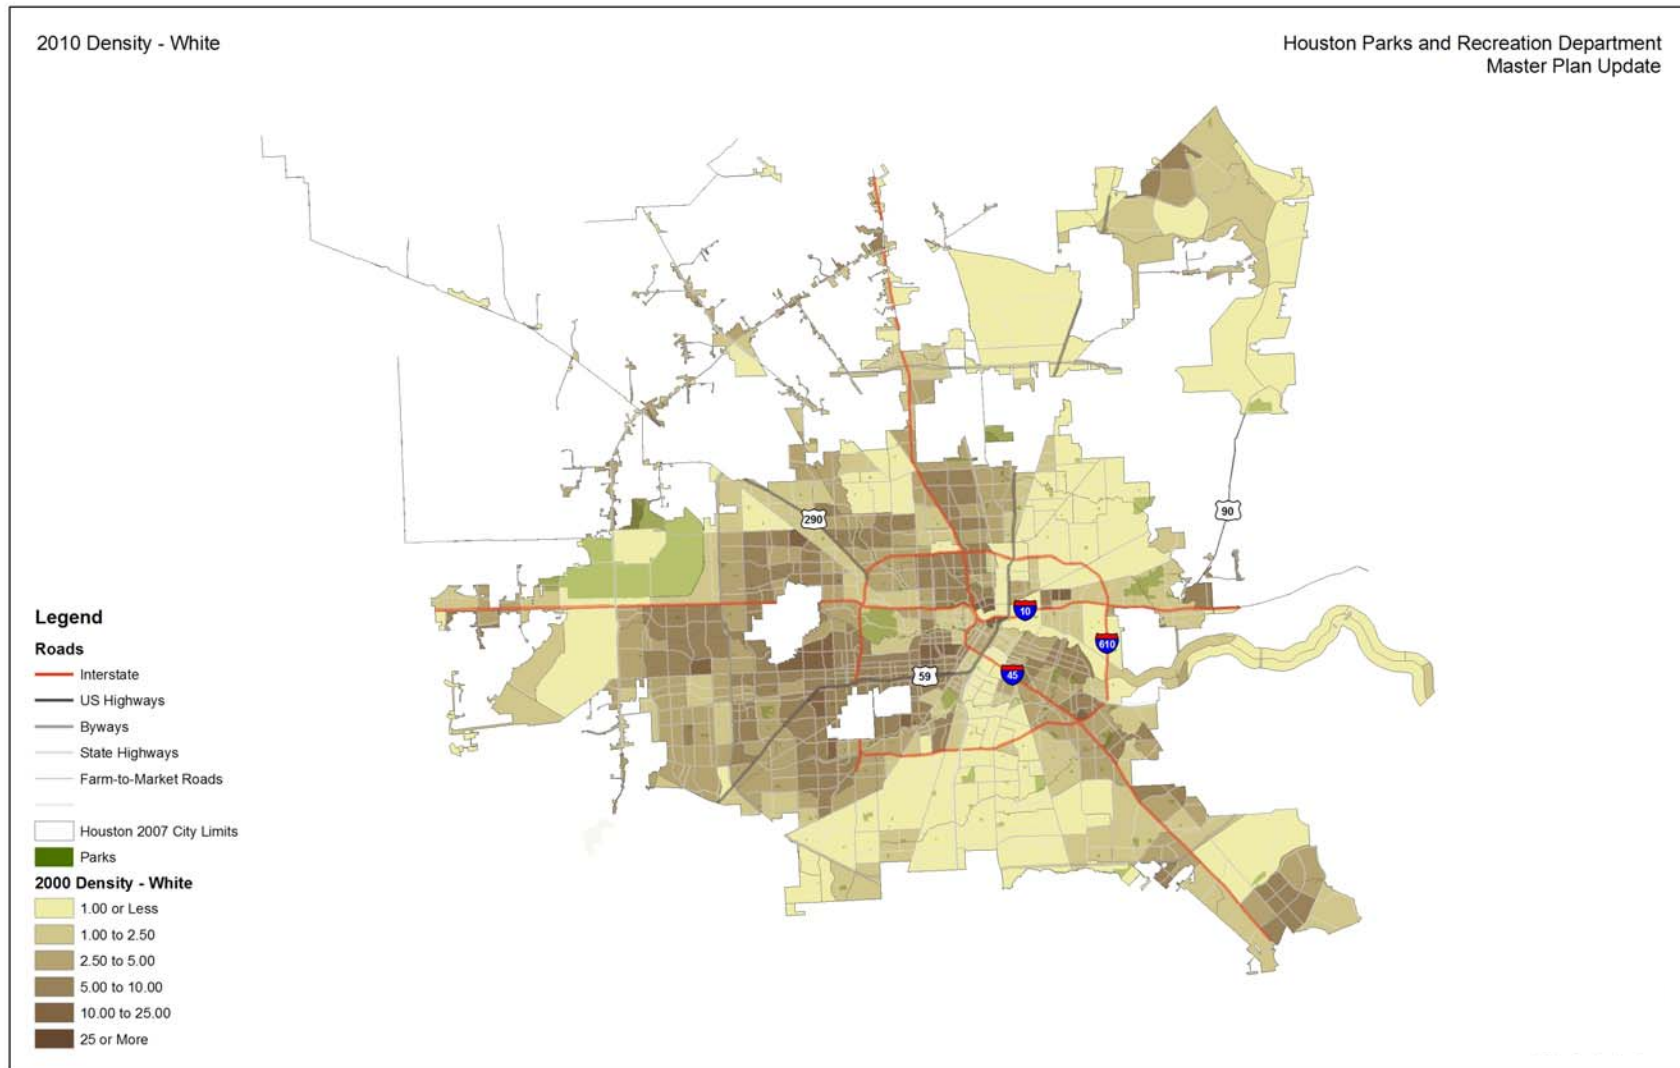 2010 Density - White
Houston Parks and Recreation Department
Master Plan Update
290
90
10
610
59
45
Legend
Roads
Interstate
US Highways
Byways
State Highways
Farm-to-Market Roads
Houston 2007 City Limits
Parks
2000 Density - White
1.00 or Less
1.00 to 2.50
2.50 to 5.00
5.00 to 10.00
10.00 to 25.00
25 or More